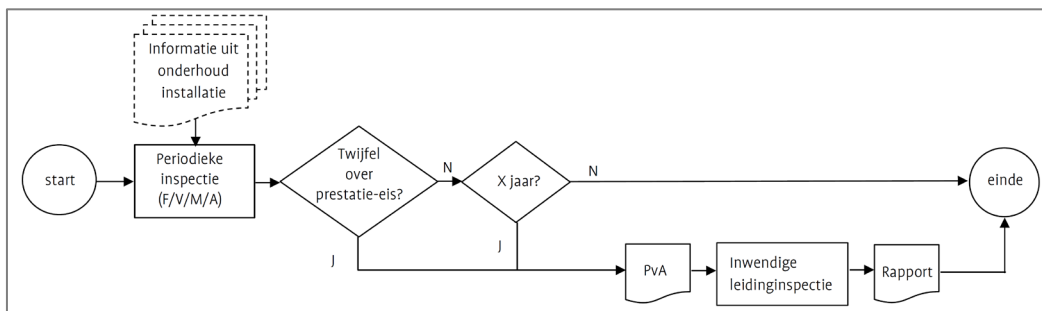 Informatie uit
onderhoud
installatie
start
Periodieke
inspectie
(F/V/M/A)
Twijfel
over
prestatie-eis?
N
X jaar?
N
einde
J
J
PvA
Inwendige
leidinginspectie
Rapport